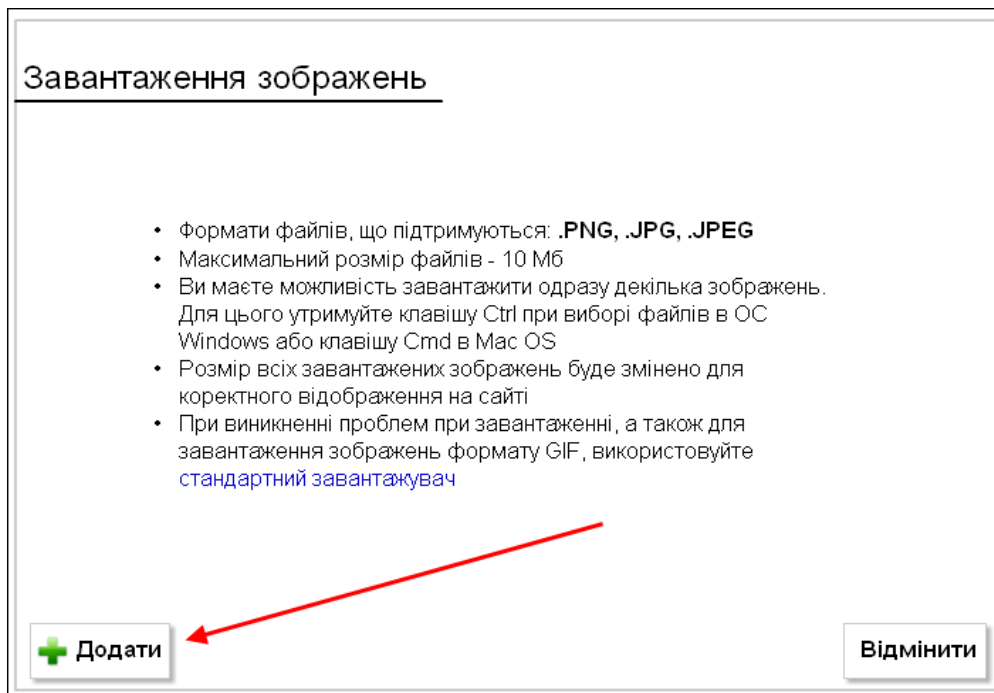 Завантаження зображень
• Формати файлів, що підтримуються: .PNG, .JPG, .JPEG
• Максимальний розмір файлів - 10 Мб
• Ви маєте можливість завантажити одразу декілька зображень.
Для цього утримуйте клавішу Ctrl при виборі файлів в ОС
Windows або клавішу Cmd в Mac OS
• Розмір всіх завантажених зображень буде змінено для
коректного відображення на сайті
• При виникненні проблем при завантаженні, а також для
завантаження зображень формату GIF, використовуйте
стандартний завантажувач
Додати
Відмінити